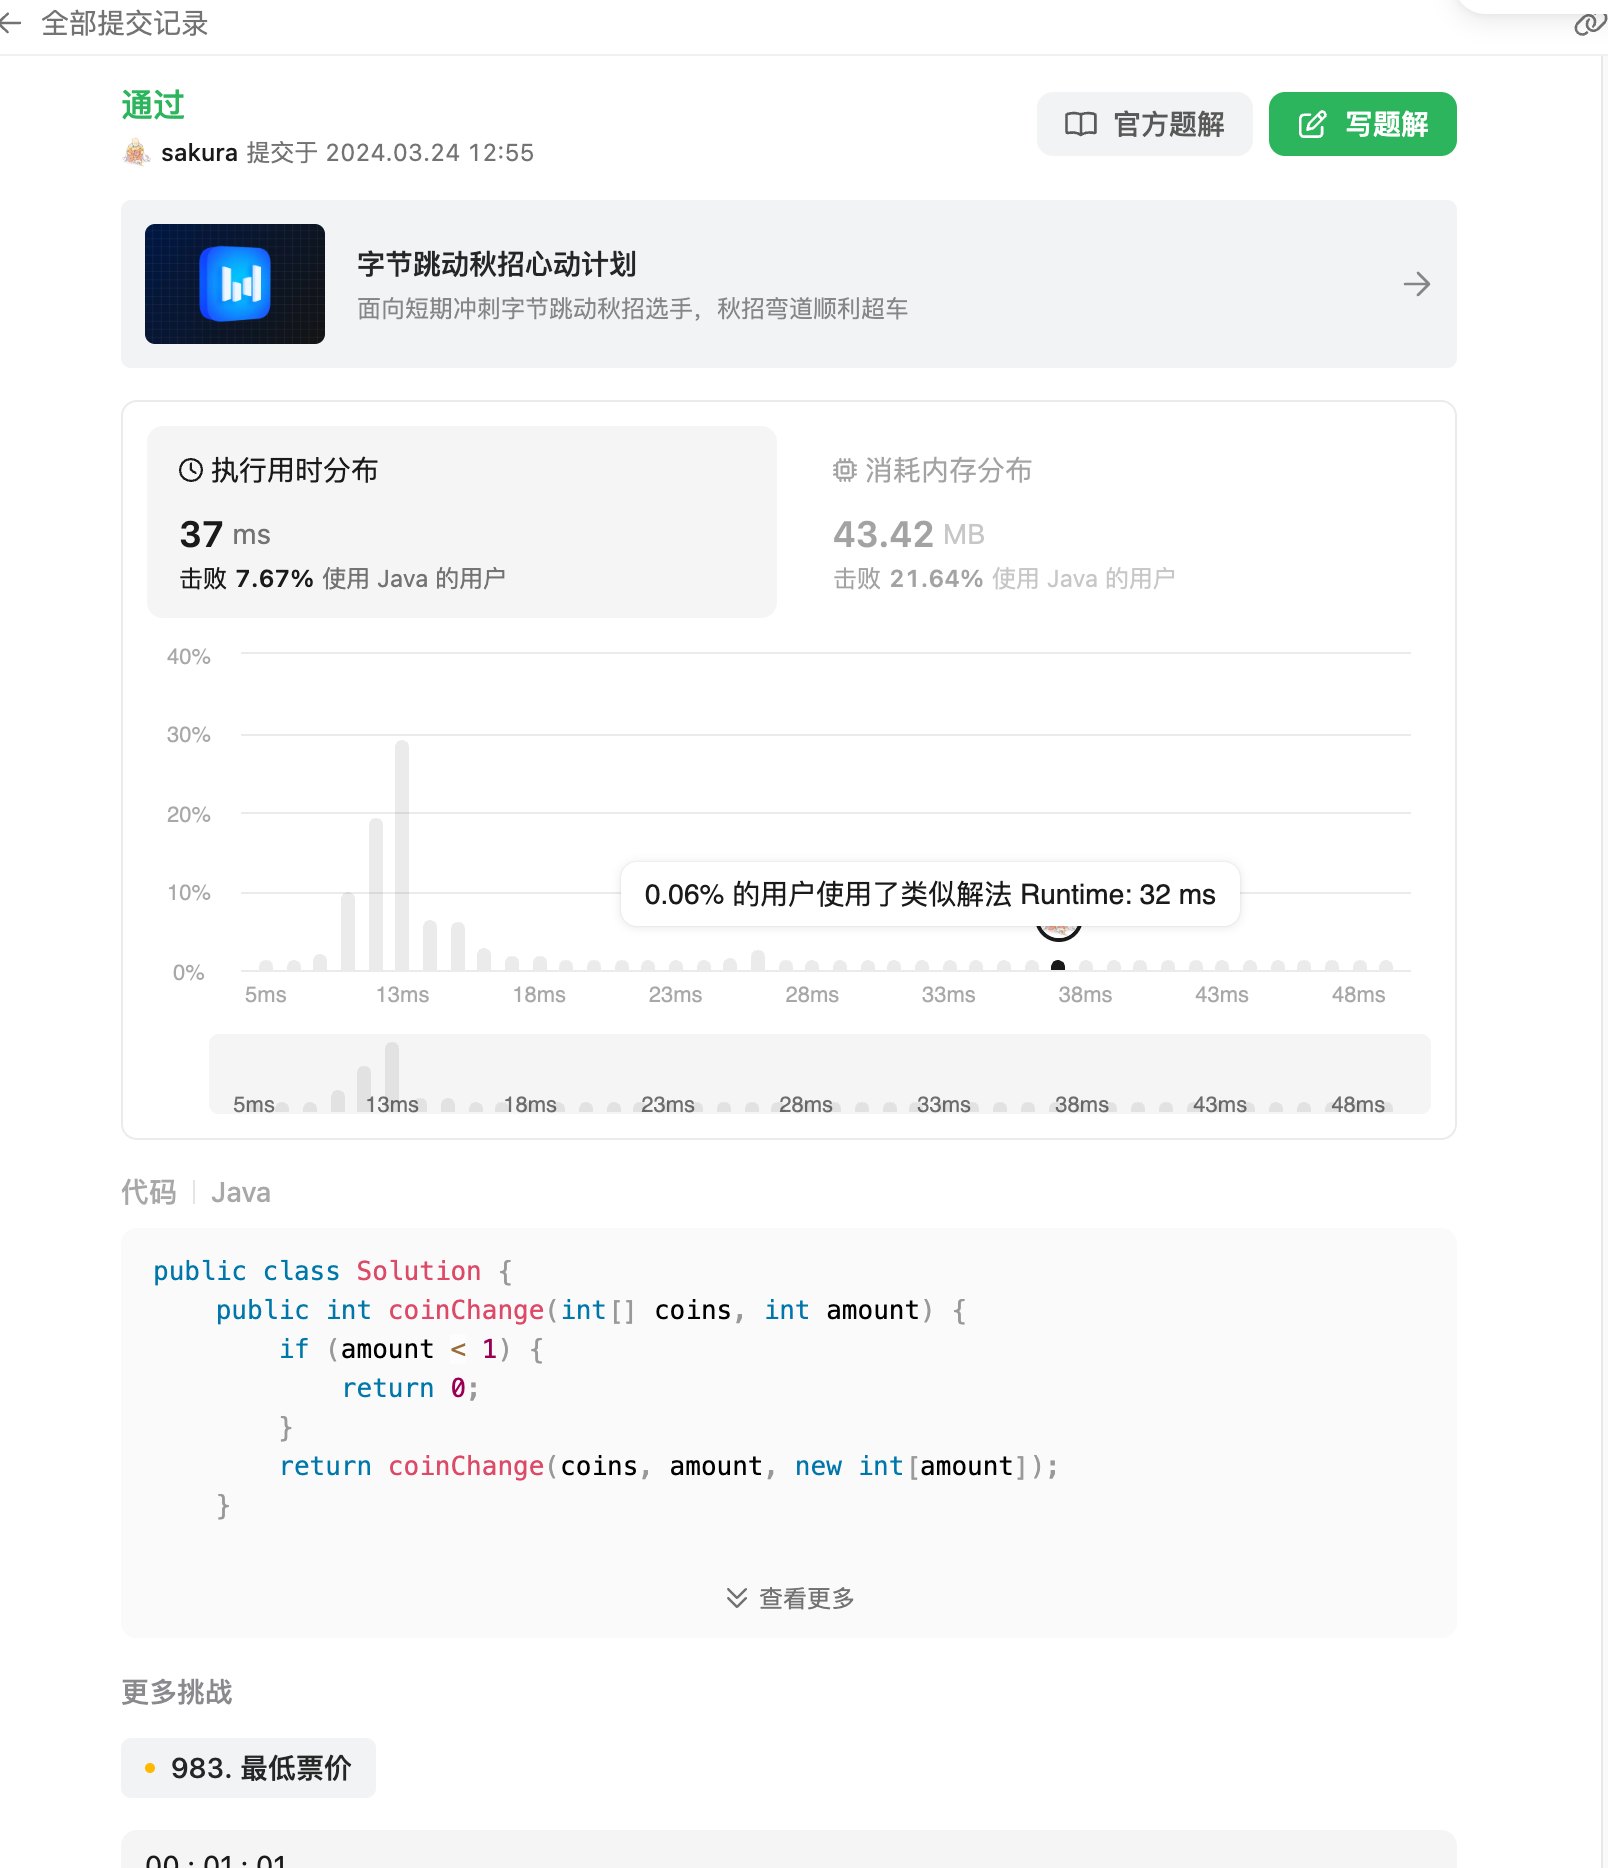 全部提交记录
通过
官方题解
写题解
sakura 提交于 2024.03.24 12:55
字节跳动秋招心动计划
面向短期冲刺字节跳动秋招选手，秋招弯道顺利超车
执行用时分布
37 ms
击败 7.67% 使用 Java 的用户
消耗内存分布
43.42 MB
击败 21.64% 使用 Java 的用户
40%
30%
20%
10%
0%
0.06% 的用户使用了类似解法 Runtime: 32 ms
5ms 13ms 18ms 23ms 28ms 33ms 38ms 43ms 48ms
5ms 13ms 18ms 23ms 28ms 33ms 38ms 43ms 48ms
代码 | Java
public class Solution {
    public int coinChange(int[] coins, int amount) {
        if (amount < 1) {
            return 0;
        }
        return coinChange(coins, amount, new int[amount]);
    }
查看更多
更多挑战
983. 最低票价
00 : 01 : 01